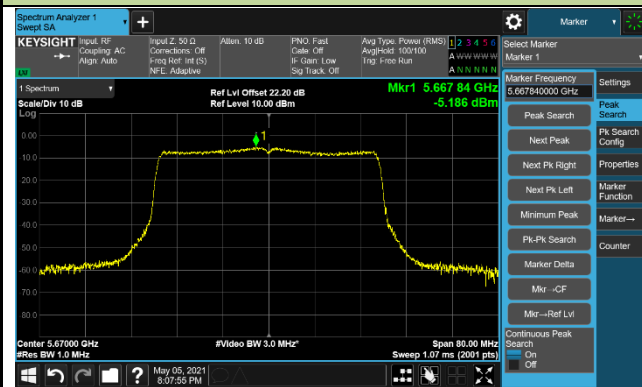 Spectrum Analyzer 1
Swept SA
Marker
KEYSIGHT
Input: RF
Coupling: AC
Align: Auto
Input Z: 50 Ω
Corrections: Off
Freq Ref: Int (S)
NFE: Adaptive
Atten: 10 dB
PNO: Fast
Gate: Off
IF Gain: Low
Sig Track: Off
Avg Type: Power (RMS)
Avg|Hold: 100/100
Trig: Free Run
1 2 3 4 5 6
A W W W W W
A N N N N N
Select Marker
Marker 1
1 Spectrum
Scale/Div 10 dB
Log
Ref Lvl Offset 22.20 dB
Ref Level 10.00 dBm
Mkr1 5.667 84 GHz
-5.186 dBm
1
0.00
-10.0
-20.0
-30.0
-40.0
-50.0
-60.0
-70.0
-80.0
Center 5.67000 GHz
#Res BW 1.0 MHz
#Video BW 3.0 MHz*
Span 80.00 MHz
Sweep 1.07 ms (2001 pts)
Marker Frequency
5.667840000 GHz
Peak Search
Next Peak
Next Pk Right
Next Pk Left
Minimum Peak
Pk-Pk Search
Marker Delta
Mkr→CF
Mkr→Ref Lvl
Continuous Peak
Search
On
Off
Settings
Peak
Search
Pk Search
Config
Properties
Marker
Function
Marker→
Counter
May 05, 2021
8:07:55 PM